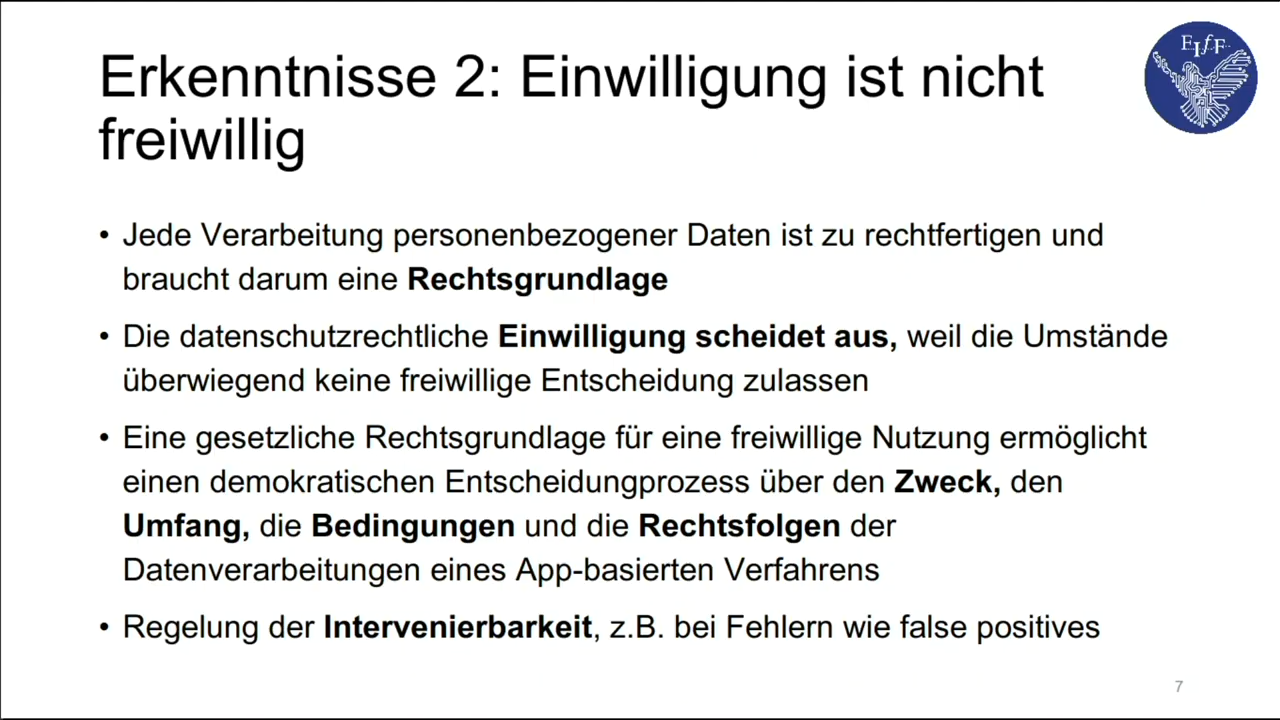 FIfF
Erkenntnisse 2: Einwilligung ist nicht
freiwillig
• Jede Verarbeitung personenbezogener Daten ist zu rechtfertigen und
braucht darum eine Rechtsgrundlage
• Die datenschutzrechtliche Einwilligung scheidet aus, weil die Umstände
überwiegend keine freiwillige Entscheidung zulassen
• Eine gesetzliche Rechtsgrundlage für eine freiwillige Nutzung ermöglicht
einen demokratischen Entscheidungprozess über den Zweck, den
Umfang, die Bedingungen und die Rechtsfolgen der
Datenverarbeitungen eines App-basierten Verfahrens
• Regelung der Intervenierbarkeit, z.B. bei Fehlern wie false positives
7